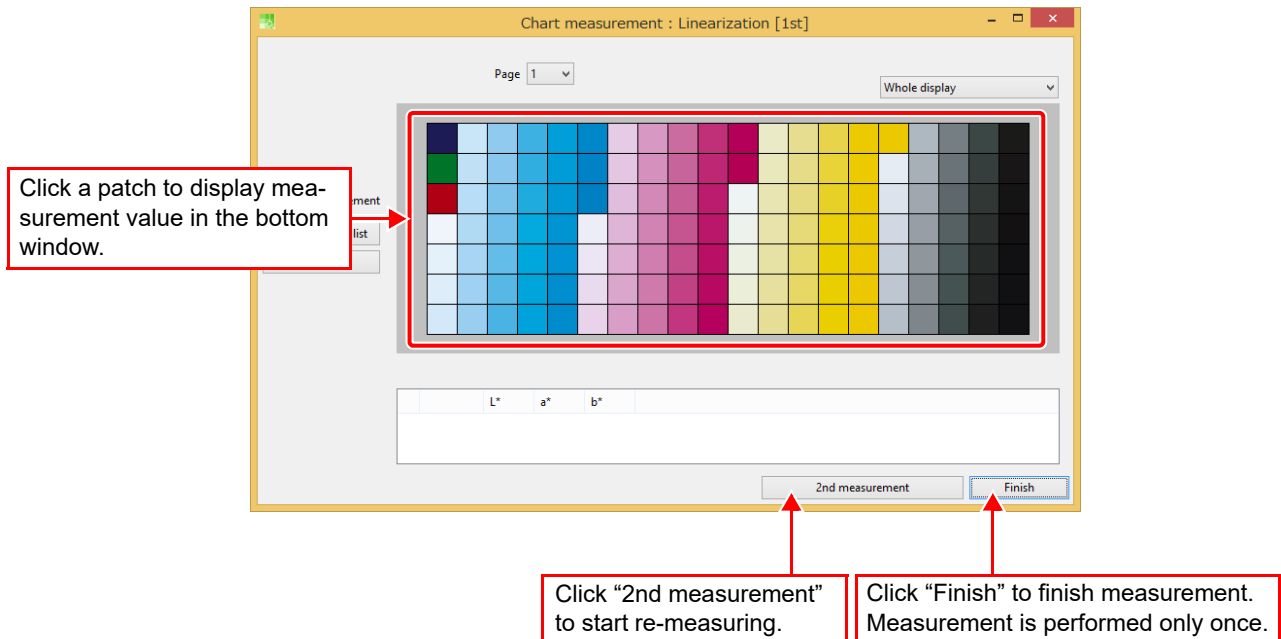 Chart measurement : Linearization [1st]
Page 1
Whole display
Click a patch to display mea-
surement value in the bottom
window.
ement
list
L* a* b*
2nd measurement Finish
Click “2nd measurement”
to start re-measuring.
Click “Finish” to finish measurement.
Measurement is performed only once.